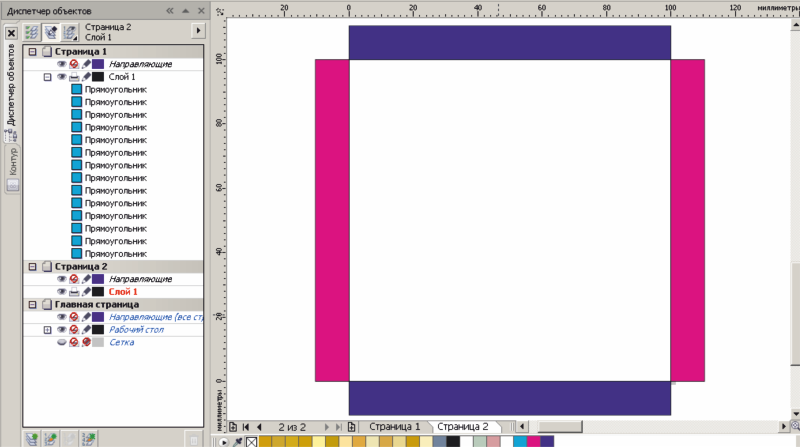 Диспетчер объектов
Страница 2
Слой 1
Диспетчер объектов
Контур
Страница 1
Направляющие
Слой 1
Прямоугольник
Прямоугольник
Прямоугольник
Прямоугольник
Прямоугольник
Прямоугольник
Прямоугольник
Прямоугольник
Прямоугольник
Прямоугольник
Прямоугольник
Прямоугольник
Прямоугольник
Прямоугольник
Страница 2
Направляющие
Слой 1
Главная страница
Направляющие (все стр
Рабочий стол
Сетка
20 0 20 40 60 80 100 120 миллиметры
100
80
60
40
20
0
миллиметры
2 из 2 Страница 1 Страница 2